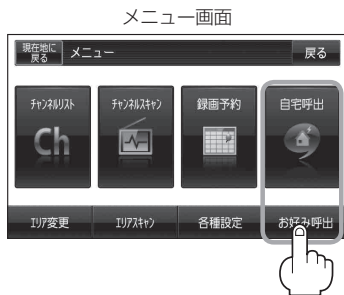 メニュー画面
現在地に
戻る
メニュー
戻る
チャンネルリスト
チャンネルスキャン
録画予約
自宅呼出
Ch
エリア変更
エリアスキャン
各種設定
お好み呼出